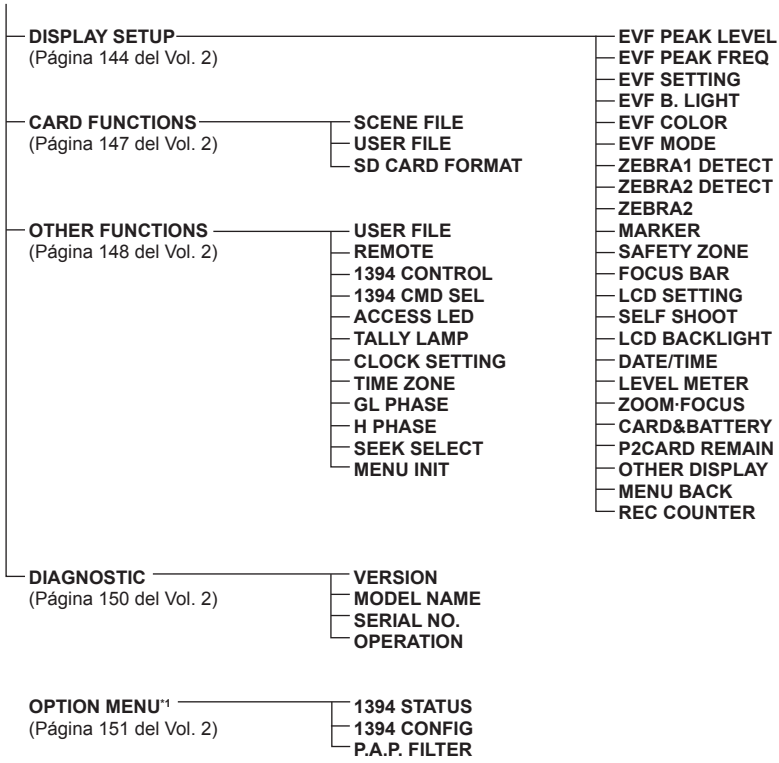 DISPLAY SETUP
(Página 144 del Vol. 2)
EVF PEAK LEVEL
EVF PEAK FREQ
EVF SETTING
EVF B. LIGHT
EVF COLOR
EVF MODE
ZEBRA1 DETECT
ZEBRA2 DETECT
ZEBRA2
MARKER
SAFETY ZONE
FOCUS BAR
LCD SETTING
SELF SHOOT
LCD BACKLIGHT
DATE/TIME
LEVEL METER
ZOOM·FOCUS
CARD&BATTERY
P2CARD REMAIN
OTHER DISPLAY
MENU BACK
REC COUNTER
CARD FUNCTIONS
(Página 147 del Vol. 2)
SCENE FILE
USER FILE
SD CARD FORMAT
OTHER FUNCTIONS
(Página 148 del Vol. 2)
USER FILE
REMOTE
1394 CONTROL
1394 CMD SEL
ACCESS LED
TALLY LAMP
CLOCK SETTING
TIME ZONE
GL PHASE
H PHASE
SEEK SELECT
MENU INIT
DIAGNOSTIC
(Página 150 del Vol. 2)
VERSION
MODEL NAME
SERIAL NO.
OPERATION
OPTION MENU*1
(Página 151 del Vol. 2)
1394 STATUS
1394 CONFIG
P.A.P. FILTER